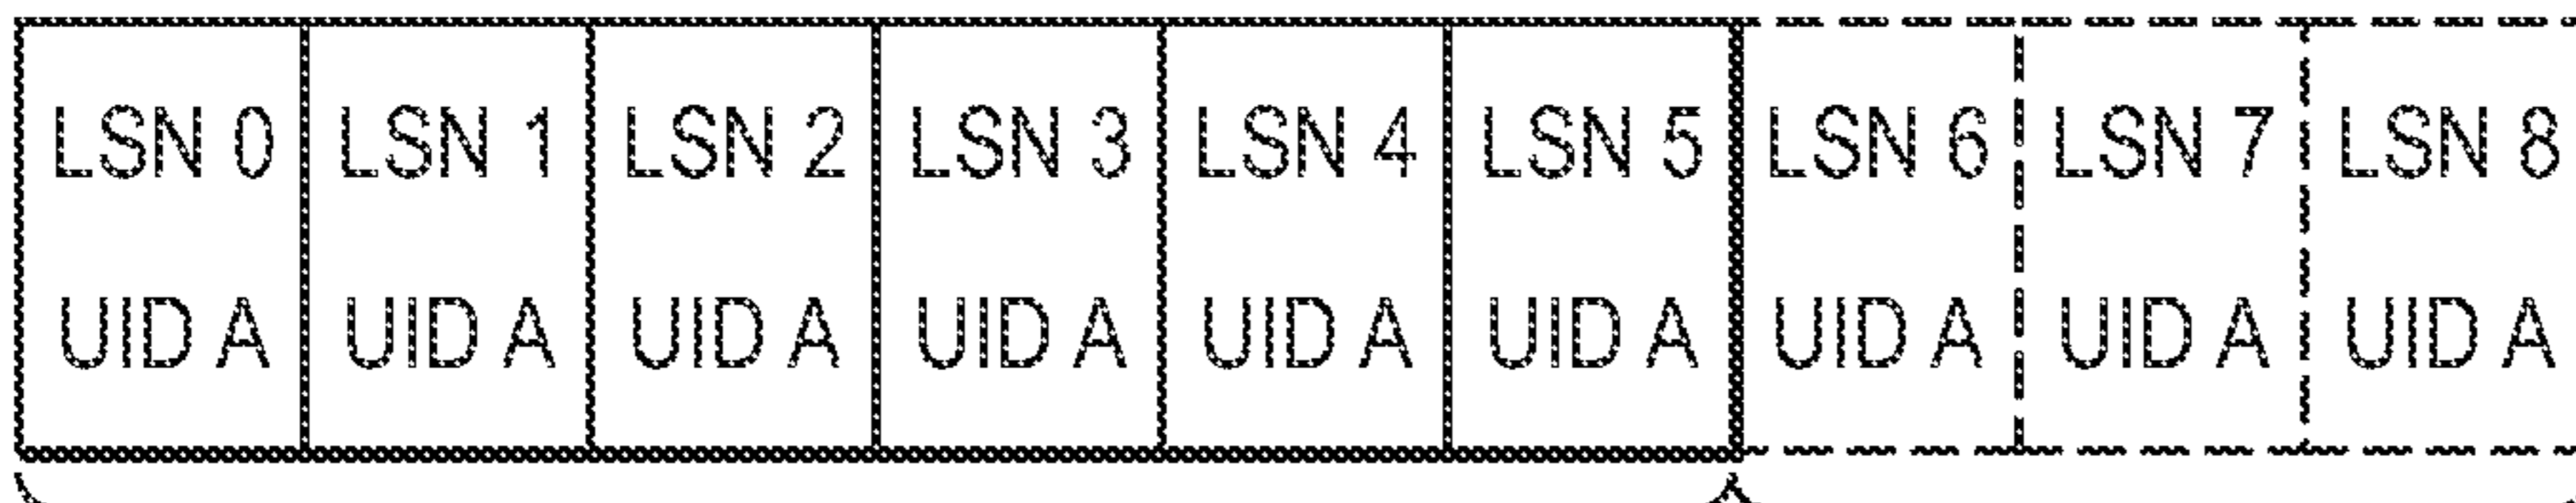 LSN 0 LSN 1 LSN 2 LSN 3 LSN 4 LSN 5 LSN 6 LSN 7 LSN 8
UID A UID A UID A UID A UID A UID A UID A UID A UID A